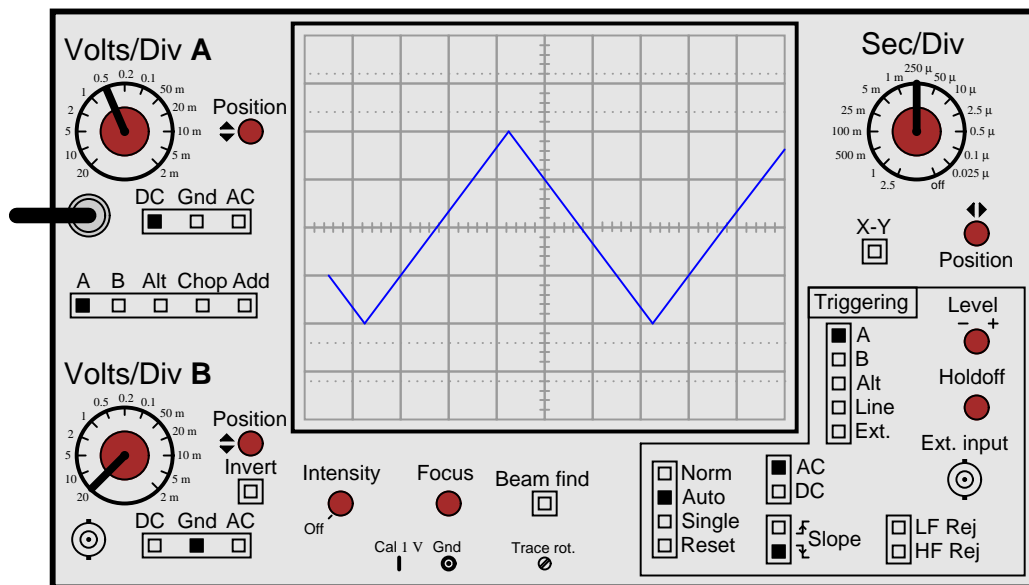 Volts/Div A
0.5 0.2 0.1
1 50 m
2 20 m
5 10 m
10 5 m
20 2 m
Position
DC Gnd AC
A B Alt Chop Add
Volts/Div B
0.5 0.2 0.1
1 50 m
2 20 m
5 10 m
10 5 m
20 2 m
Position
Invert
DC Gnd AC
Intensity
Off
Focus
Beam find
Cal 1 V Gnd Trace rot.
Sec/Div
250 µ
1 m 50 µ
5 m 10 µ
25 m 2.5 µ
100 m 0.5 µ
500 m 0.1 µ
1 0.025 µ
2.5 off
X-Y
Position
Triggering
A
B
Alt
Line
Ext.
Level
− +
Holdoff
Ext. input
Norm
Auto
Single
Reset
AC
DC
Slope
LF Rej
HF Rej